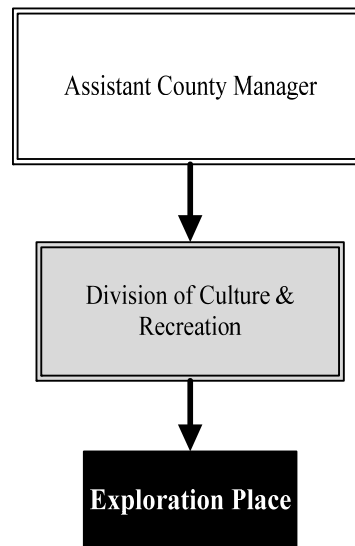 Assistant County Manager
Division of Culture &
Recreation
Exploration Place